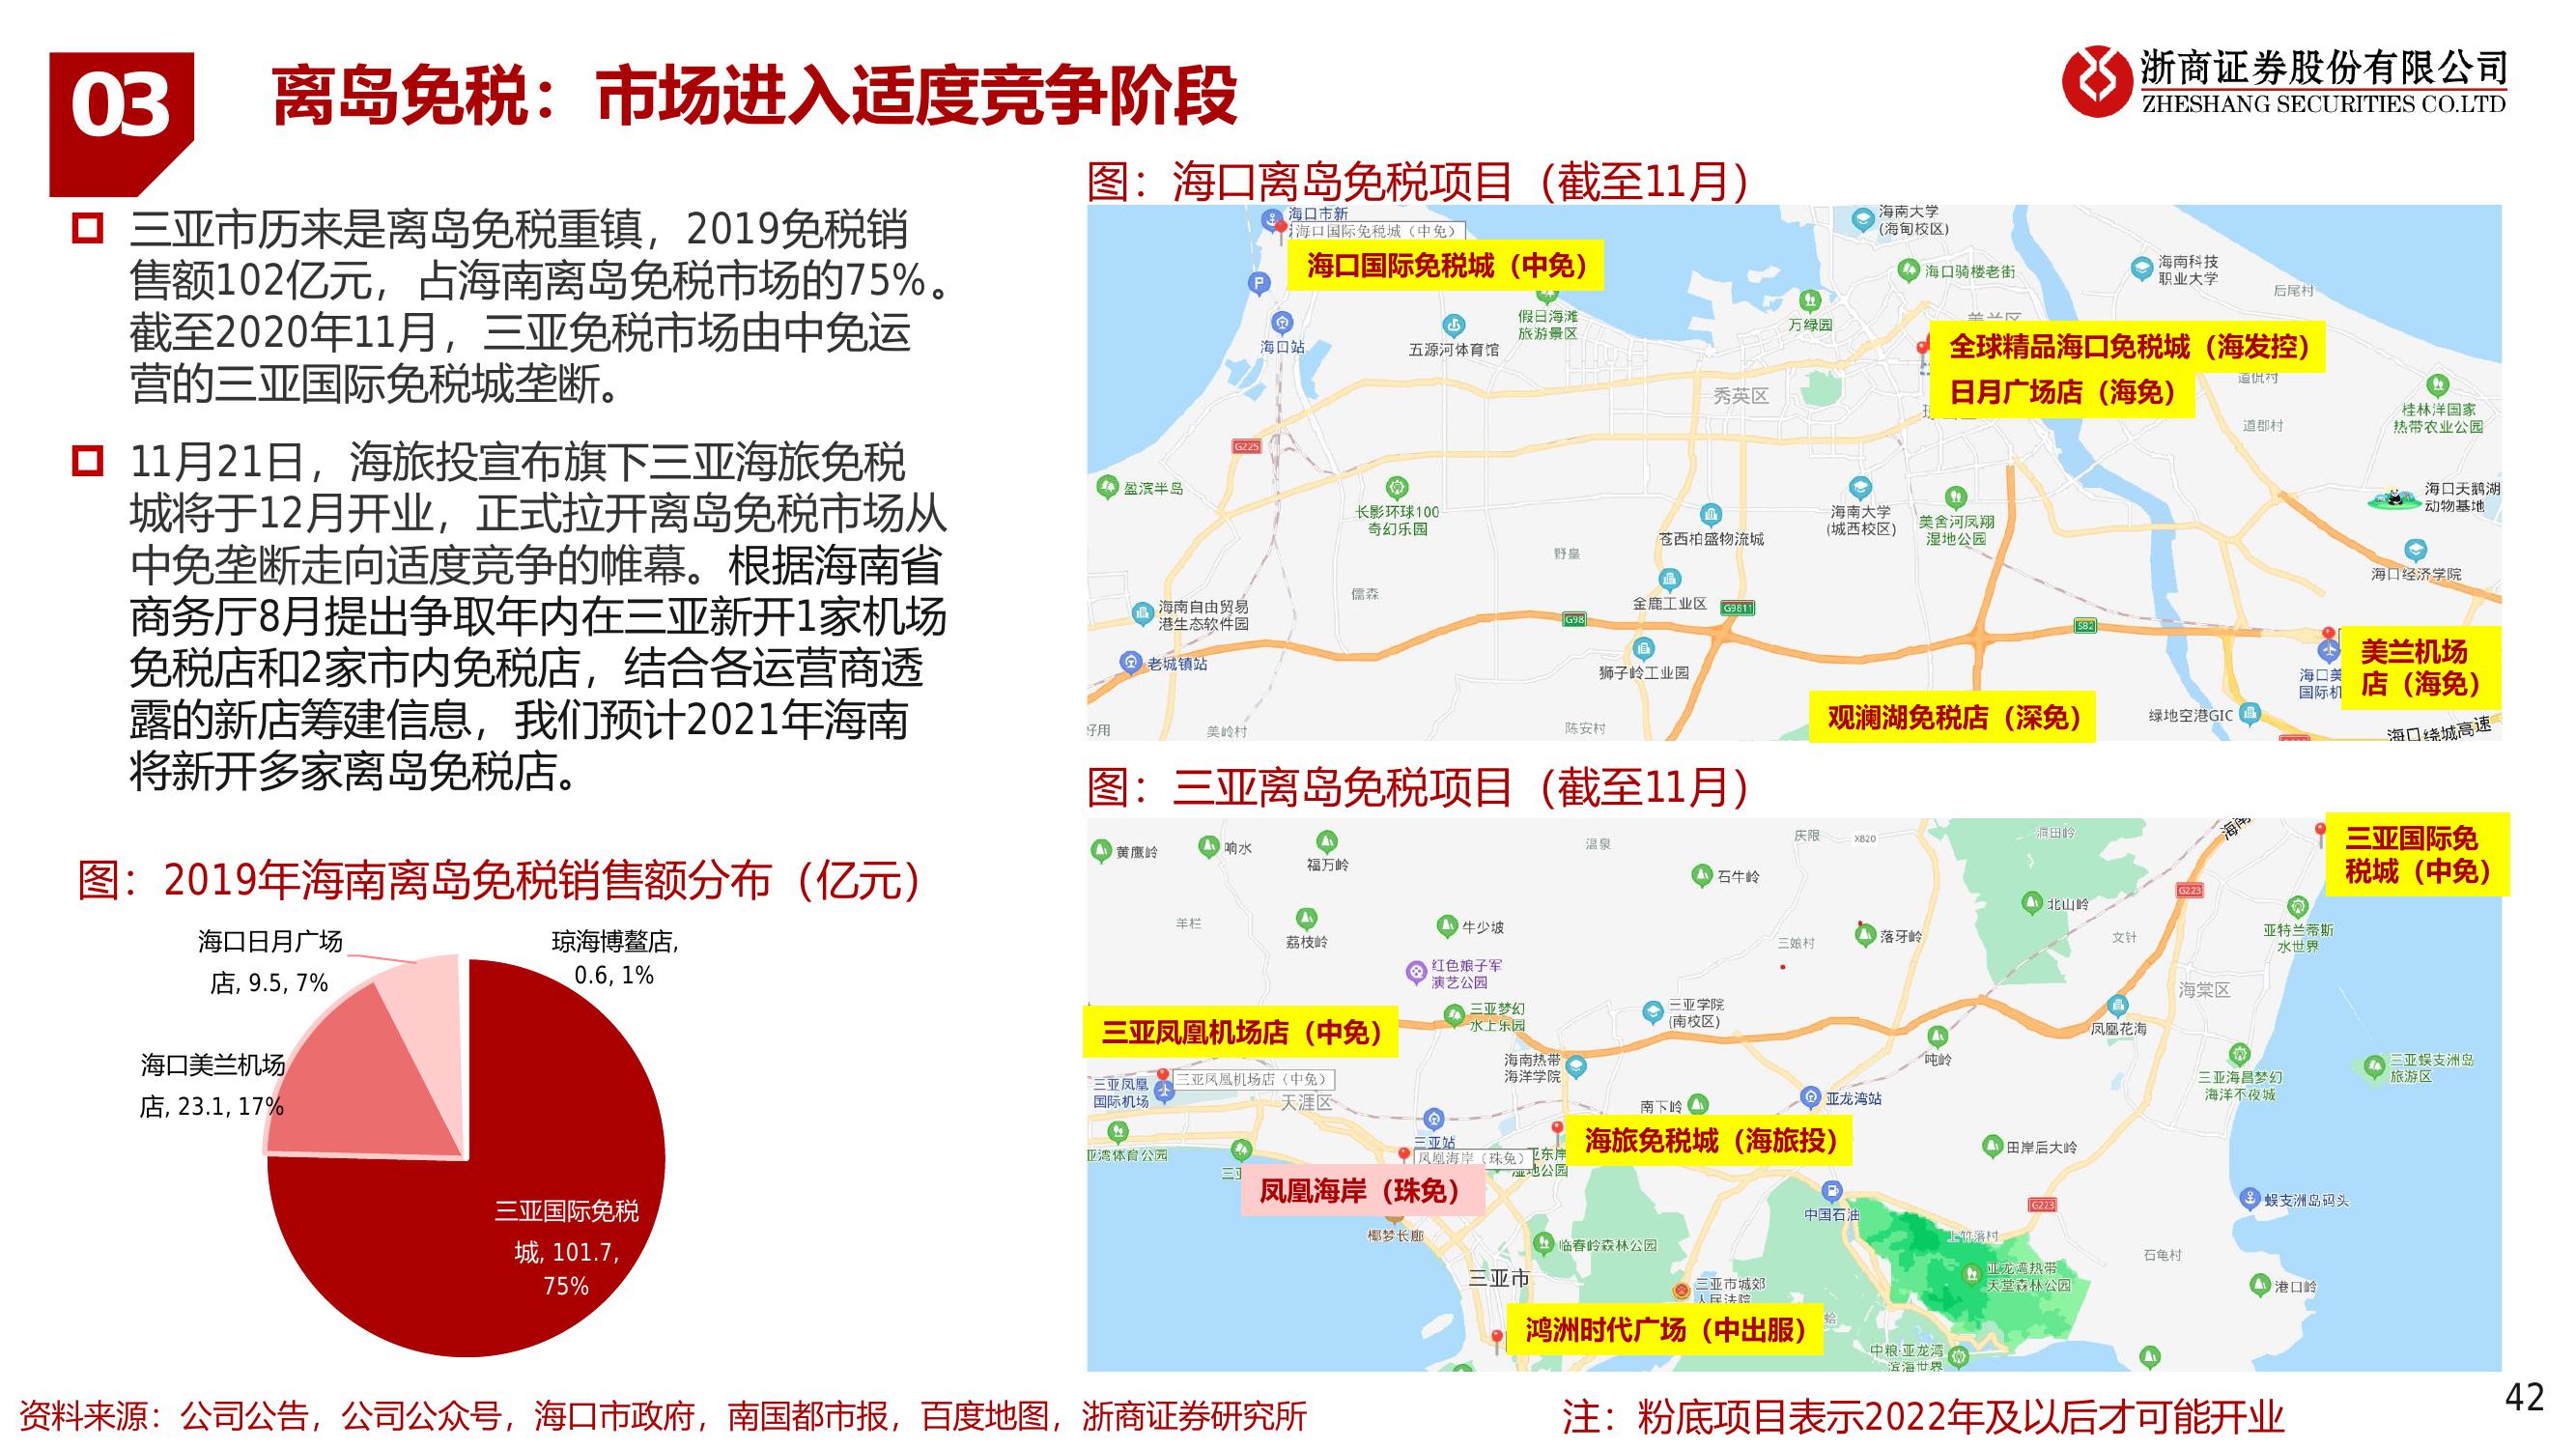 03
离岛免税：市场进入适度竞争阶段
浙商证券股份有限公司
ZHESHANG SECURITIES CO.LTD
三亚市历来是离岛免税重镇，2019免税销
售额102亿元，占海南离岛免税市场的75%。
截至2020年11月，三亚免税市场由中免运
营的三亚国际免税城垄断。
11月21日，海旅投宣布旗下三亚海旅免税
城将于12月开业，正式拉开离岛免税市场从
中免垄断走向适度竞争的帷幕。根据海南省
商务厅8月提出争取年内在三亚新开1家机场
免税店和2家市内免税店，结合各运营商透
露的新店筹建信息，我们预计2021年海南
将新开多家离岛免税店。
图：2019年海南离岛免税销售额分布（亿元）
海口日月广场
店, 9.5, 7%
琼海博鳌店,
0.6, 1%
海口美兰机场
店, 23.1, 17%
三亚国际免税
城, 101.7,
75%
图：海口离岛免税项目（截至11月）
海口市新
海口国际免税城（中免）
海口国际免税城（中免）
海南大学
(海甸校区)
海口骑楼老街
海南科技
职业大学
后尾村
海口站
五源河体育馆
假日海滩
旅游景区
万绿园
美兰区
全球精品海口免税城（海发控）
日月广场店（海免）
道倪村
秀英区
道郡村
桂林洋国家
热带农业公园
G225
盈滨半岛
长影环球100
奇幻乐园
苍西柏盛物流城
海南大学
(城西校区)
美舍河凤翔
湿地公园
海口天鹅湖
动物基地
野皇
海口经济学院
儒森
金鹿工业区
G9811
海南自由贸易
港生态软件园
G98
S82
老城镇站
狮子岭工业园
美兰机场
店（海免）
海口美
国际机
观澜湖免税店（深免）
绿地空港GIC
好用
美岭村
陈安村
海口绕城高速
图：三亚离岛免税项目（截至11月）
黄鹰岭
响水
福万岭
温泉
庆限
X820
洞田岭
海南
三亚国际免
税城（中免）
石牛岭
G223
北山岭
羊栏
荔枝岭
牛少坡
三娘村
落牙岭
文针
亚特兰蒂斯
水世界
红色娘子军
演艺公园
海棠区
三亚凤凰机场店（中免）
三亚梦幻
水上乐园
三亚学院
(南校区)
凤凰花海
吨岭
海南热带
海洋学院
三亚蜈支洲岛
旅游区
三亚凤凰
国际机场
三亚凤凰机场店（中免）
天涯区
三亚海昌梦幻
海洋不夜城
南下岭
亚龙湾站
三亚站
海旅免税城（海旅投）
亚湾体育公园
凤凰海岸（珠免）
亚东岸
湿地公园
田岸后大岭
三亚
凤凰海岸（珠免）
G223
蜈支洲岛码头
中国石油
椰梦长廊
临春岭森林公园
上竹落村
石龟村
三亚市
三亚市城郊
人民法院
亚龙湾热带
天堂森林公园
港口岭
鸿洲时代广场（中出服）
蛤
中粮·亚龙湾
滨海世界
资料来源：公司公告，公司公众号，海口市政府，南国都市报，百度地图，浙商证券研究所
注：粉底项目表示2022年及以后才可能开业
42